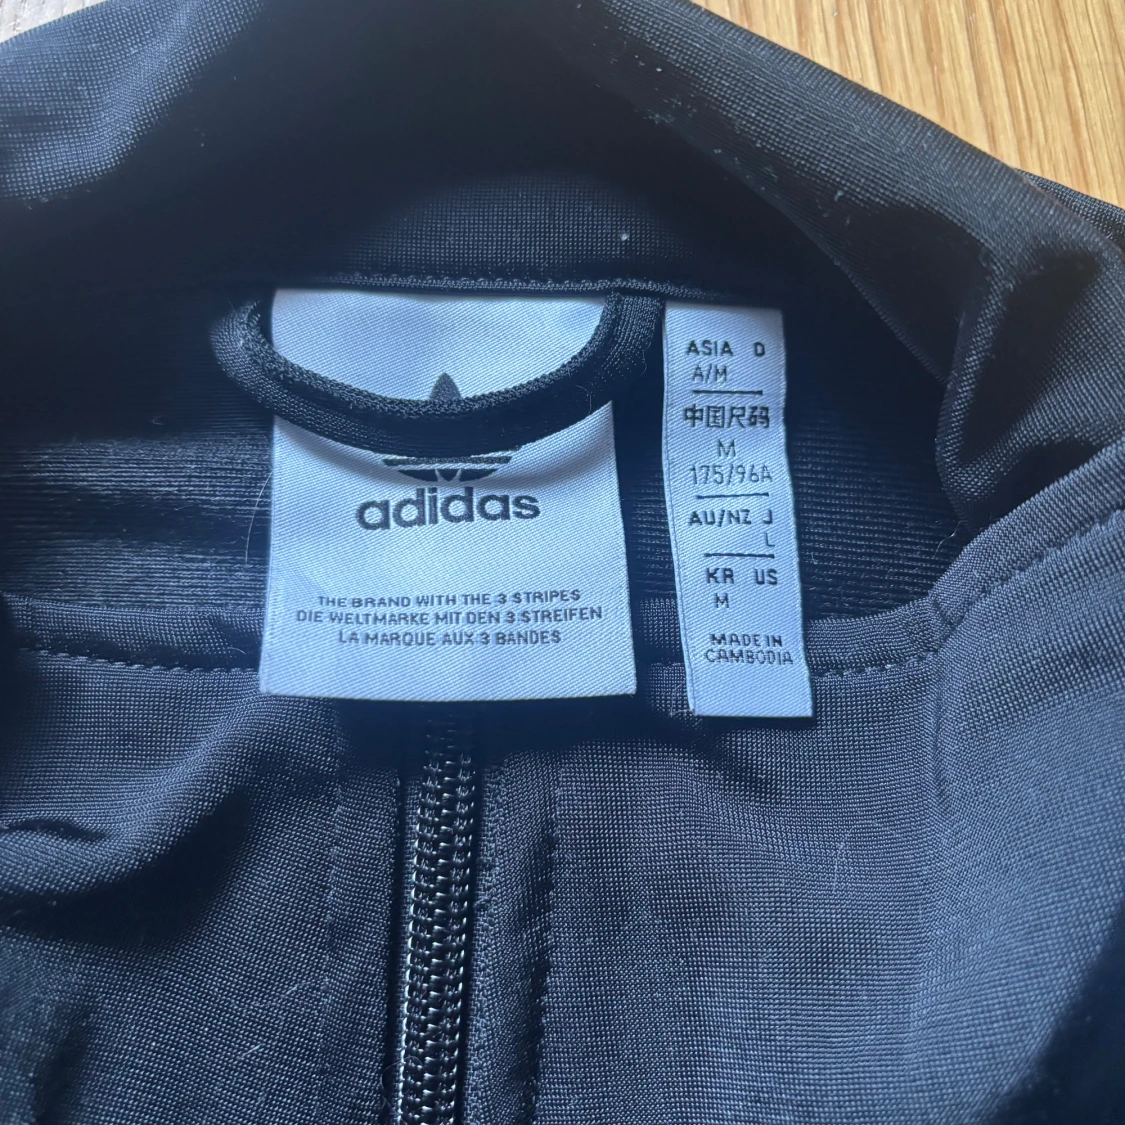 adidas
THE BRAND WITH THE 3 STRIPES
DIE WELTMARKE MIT DEN 3 STREIFEN
LA MARQUE AUX 3 BANDES
ASIA D
A/M
中国尺码
M
175/96A
AU/NZ J
L
KR US
M
MADE IN
CAMBODIA